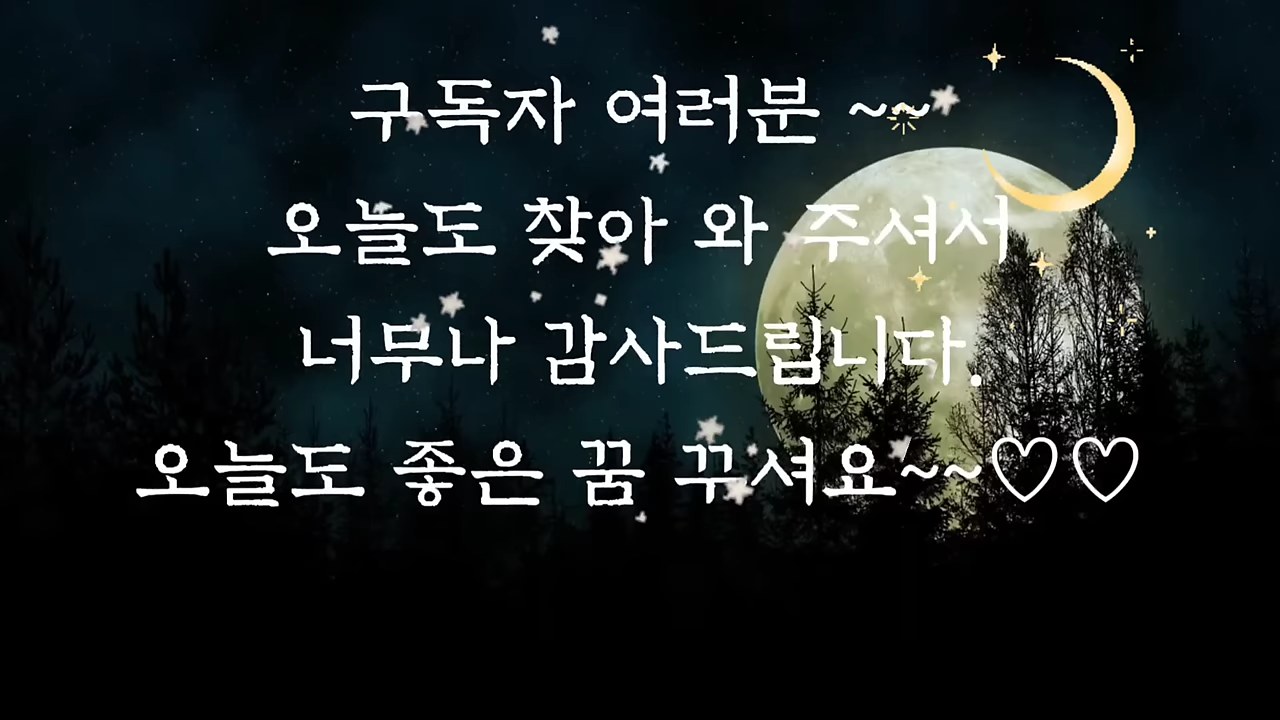 구독자 여러분 ~~
오늘도 찾아 와 주셔서
너무나 감사드립니다.
오늘도 좋은 꿈 꾸셔요~~♡♡